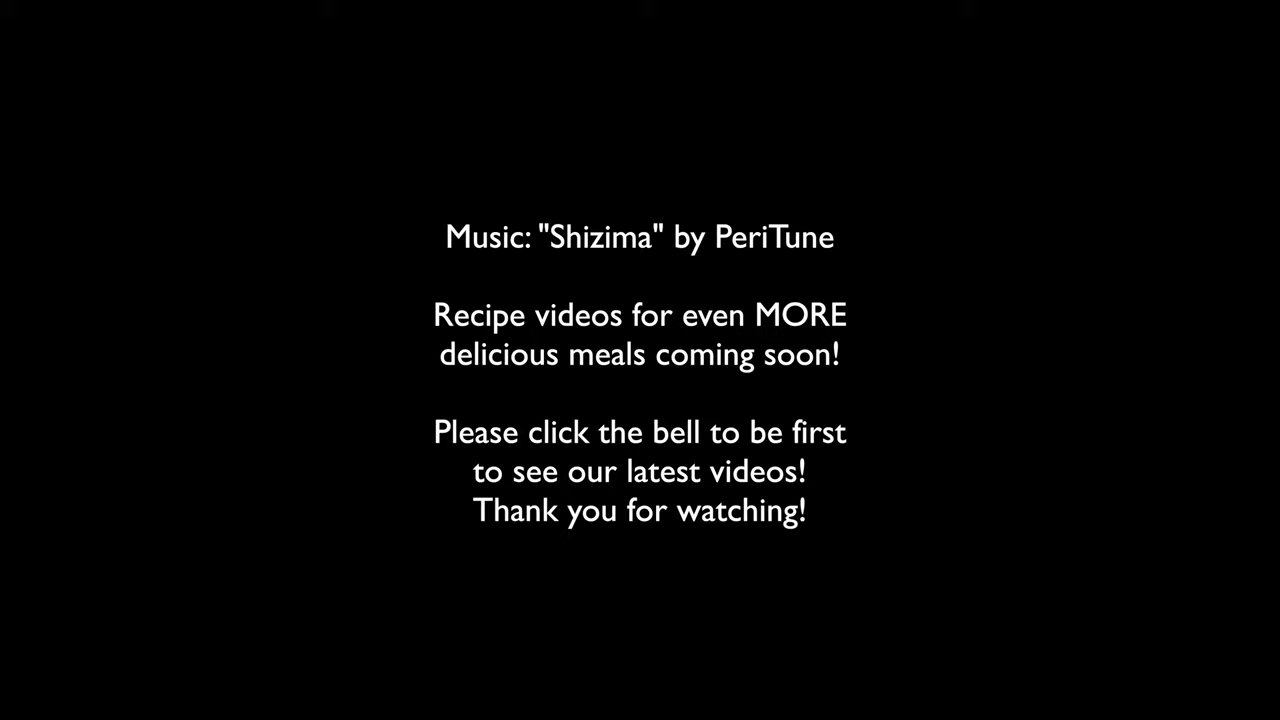 Music: "Shizima" by PeriTune
Recipe videos for even MORE
delicious meals coming soon!
Please click the bell to be first
to see our latest videos!
Thank you for watching!